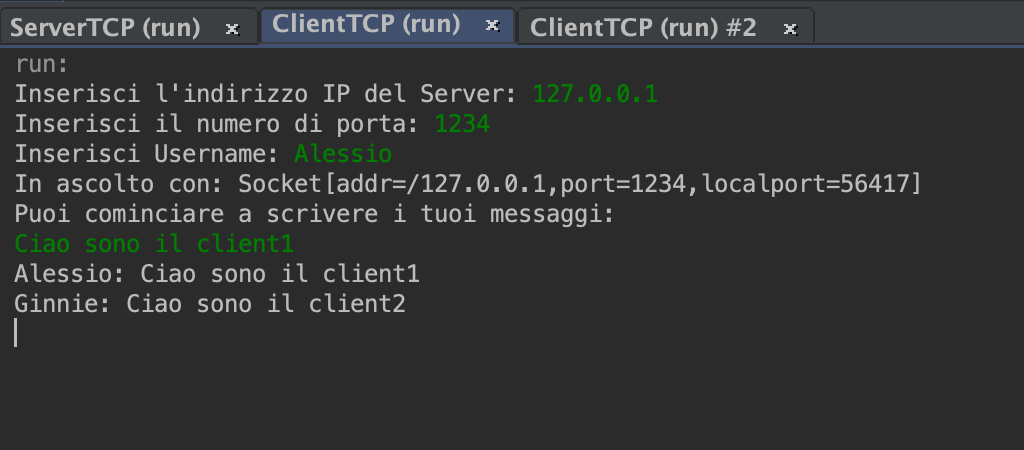 ServerTCP (run) ClientTCP (run) ClientTCP (run) #2
run:
Inserisci l'indirizzo IP del Server: 127.0.0.1
Inserisci il numero di porta: 1234
Inserisci Username: Alessio
In ascolto con: Socket[addr=/127.0.0.1,port=1234,localport=56417]
Puoi cominciare a scrivere i tuoi messaggi:
Ciao sono il client1
Alessio: Ciao sono il client1
Ginnie: Ciao sono il client2